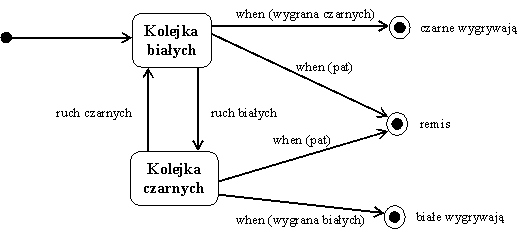 Kolejka
białych
when (wygrana czarnych)
czarne wygrywają
when (pat)
ruch czarnych
ruch białych
remis
when (pat)
Kolejka
czarnych
when (wygrana białych)
białe wygrywają